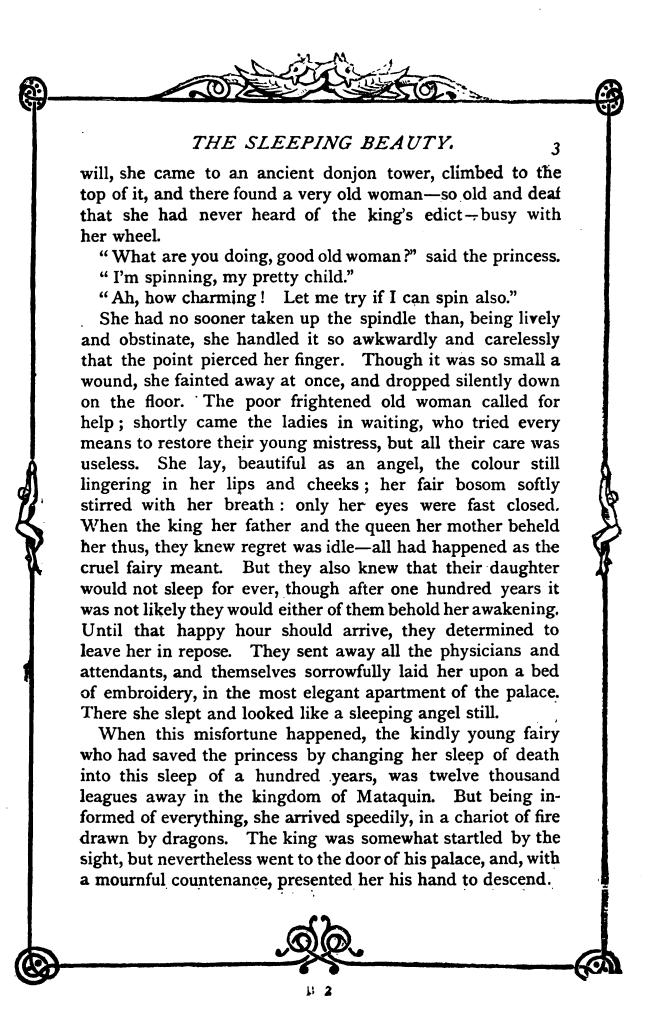 THE SLEEPING BEAUTY. 3
will, she came to an ancient donjon tower, climbed to the
top of it, and there found a very old woman—so old and deaf
that she had never heard of the king's edict—busy with
her wheel.
"What are you doing, good old woman?" said the princess.
"I'm spinning, my pretty child."
"Ah, how charming! Let me try if I can spin also."
She had no sooner taken up the spindle than, being lively
and obstinate, she handled it so awkwardly and carelessly
that the point pierced her finger. Though it was so small a
wound, she fainted away at once, and dropped silently down
on the floor. The poor frightened old woman called for
help; shortly came the ladies in waiting, who tried every
means to restore their young mistress, but all their care was
useless. She lay, beautiful as an angel, the colour still
lingering in her lips and cheeks; her fair bosom softly
stirred with her breath: only her eyes were fast closed.
When the king her father and the queen her mother beheld
her thus, they knew regret was idle—all had happened as the
cruel fairy meant. But they also knew that their daughter
would not sleep for ever, though after one hundred years it
was not likely they would either of them behold her awakening.
Until that happy hour should arrive, they determined to
leave her in repose. They sent away all the physicians and
attendants, and themselves sorrowfully laid her upon a bed
of embroidery, in the most elegant apartment of the palace.
There she slept and looked like a sleeping angel still.
When this misfortune happened, the kindly young fairy
who had saved the princess by changing her sleep of death
into this sleep of a hundred years, was twelve thousand
leagues away in the kingdom of Mataquin. But being in-
formed of everything, she arrived speedily, in a chariot of fire
drawn by dragons. The king was somewhat startled by the
sight, but nevertheless went to the door of his palace, and, with
a mournful countenance, presented her his hand to descend.
B 2